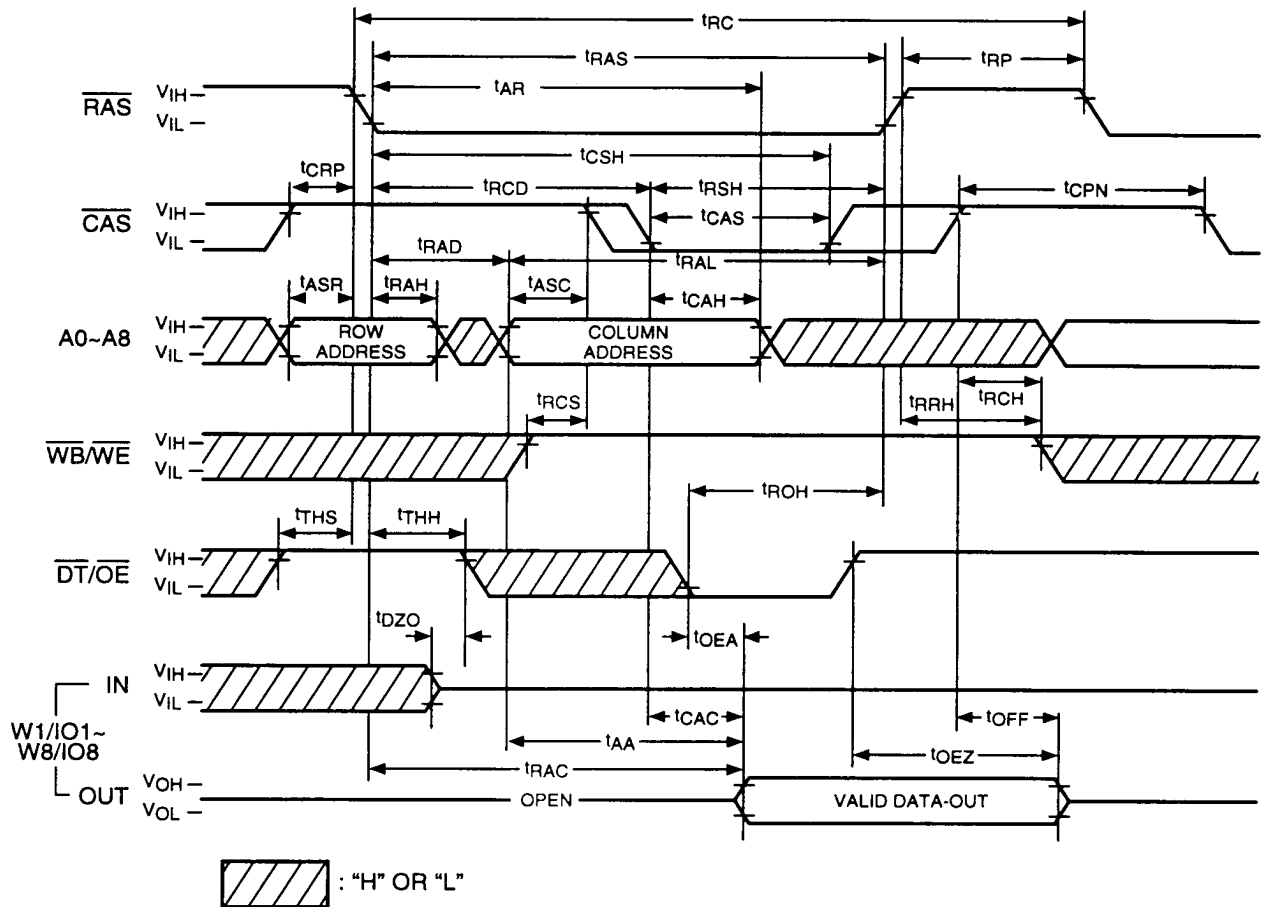 tRC
tRAS
tRP
tAR
RAS
VIH
VIL
tCSH
tCRP
tRCD
tRSH
tCPN
CAS
VIH
VIL
tCAS
tRAD
tRAL
tASR
tRAH
tASC
tCAH
A0~A8
VIH
VIL
ROW
ADDRESS
COLUMN
ADDRESS
tRCS
tRRH
tRCH
WB/WE
VIH
VIL
tROH
tTHS
tTHH
DT/OE
VIH
VIL
tDZO
tOEA
IN
VIH
VIL
W1/IO1~
W8/IO8
tCAC
tOFF
tAA
tOEZ
tRAC
OUT
VOH
VOL
OPEN
VALID DATA-OUT
: "H" OR "L"